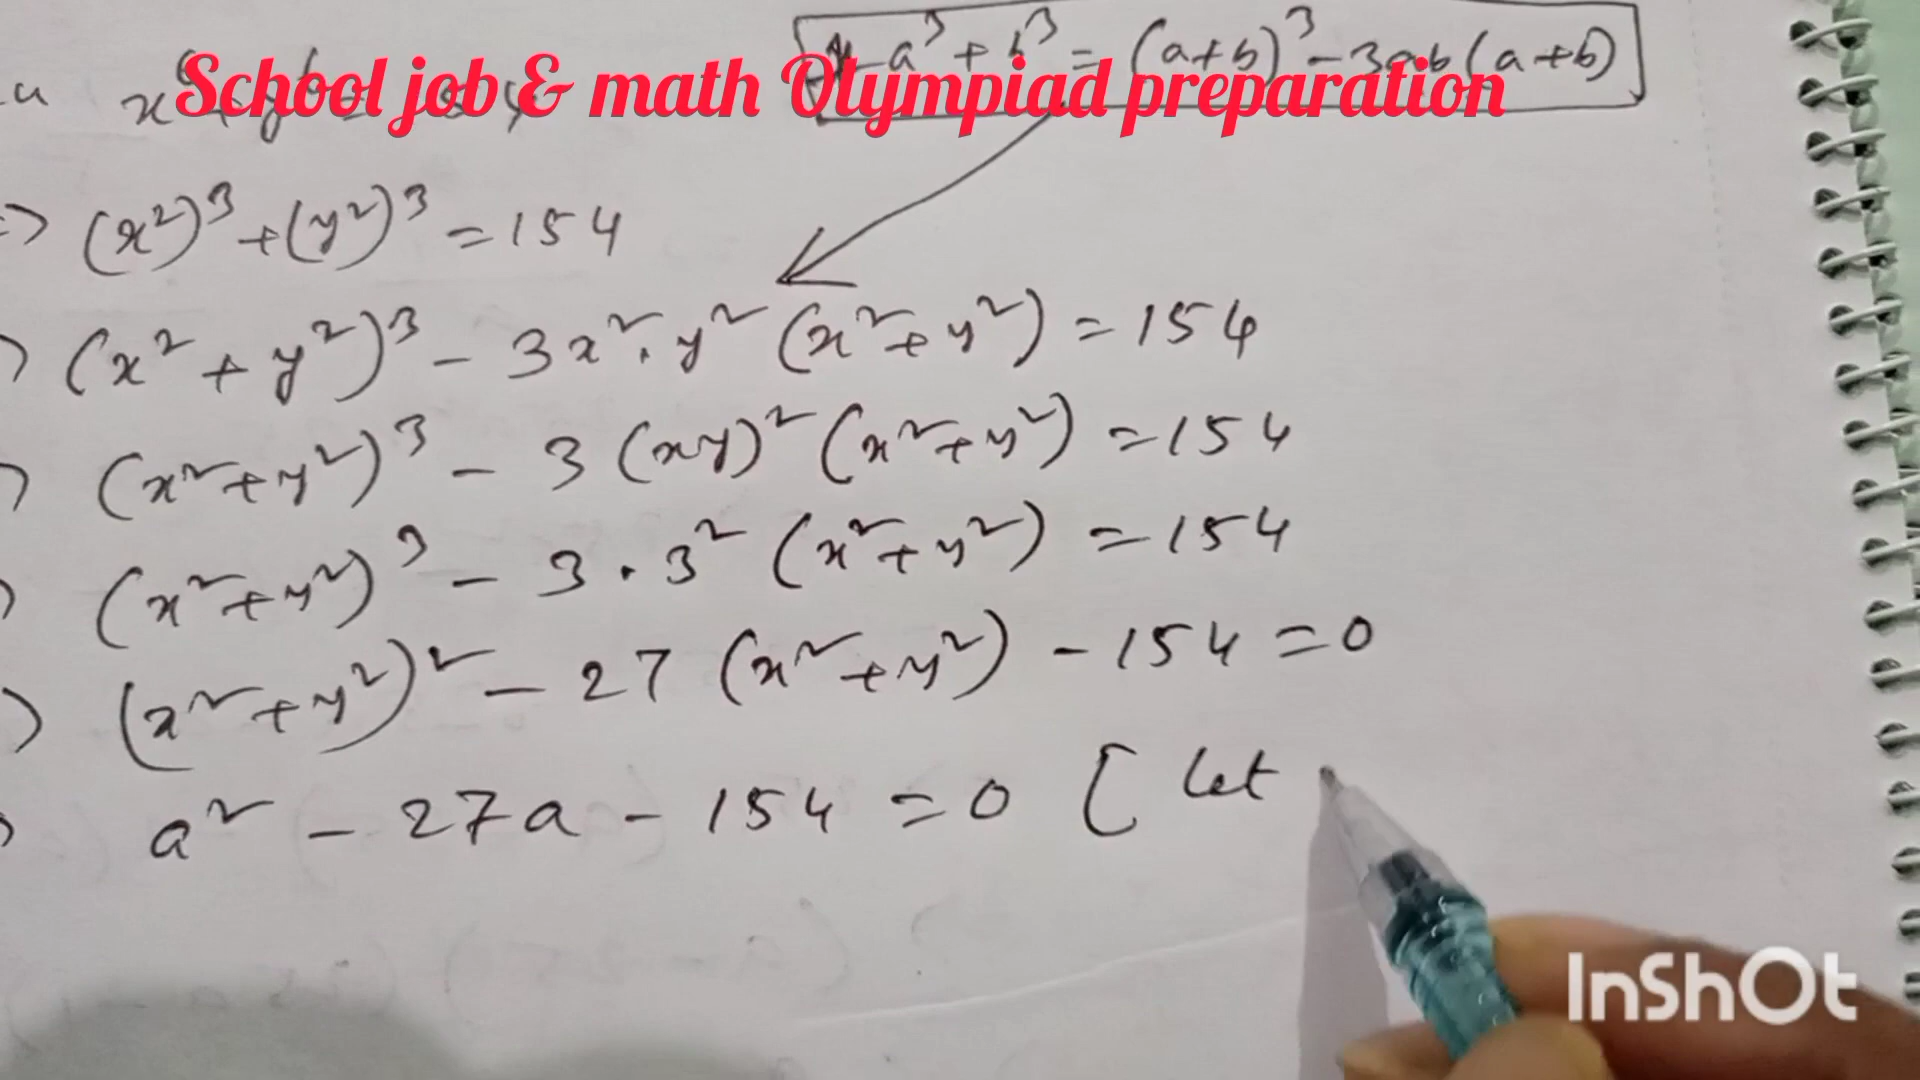 a³ + b³ = (a+b)³ - 3ab(a+b)
School job & math Olympiad preparation
=> (x²)³ + (y²)³ = 154
(x² + y²)³ - 3x².y² (x²+y²) = 154
(x²+y²)³ - 3 (xy)² (x²+y²) = 154
(x²+y²)³ - 3.3² (x²+y²) = 154
(x²+y²)² - 27 (x²+y²) - 154 = 0
a² - 27a - 154 = 0 [ Let
InShOt